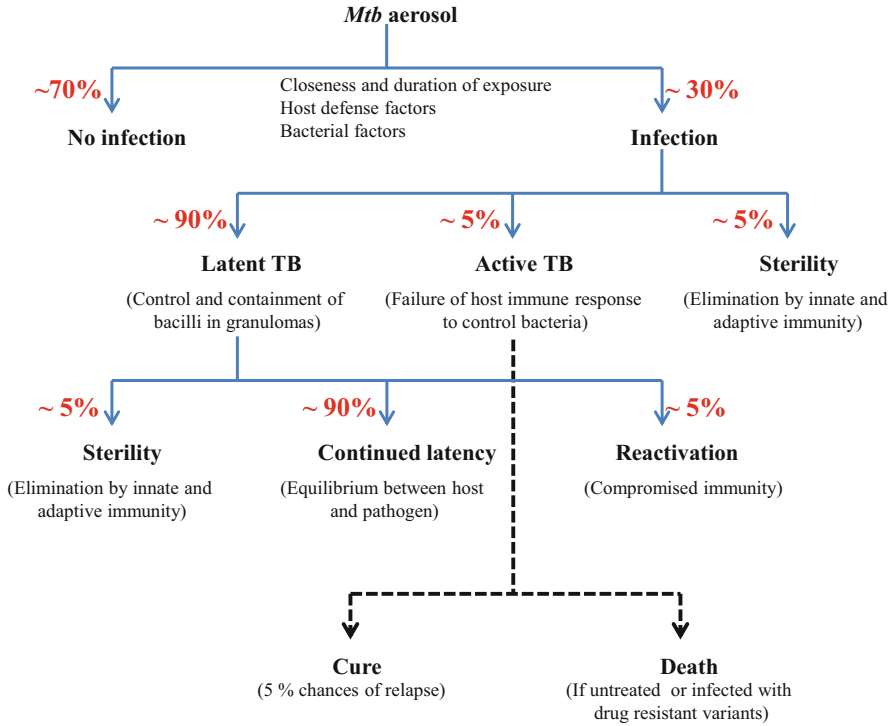 Mtb aerosol
~70%
Closeness and duration of exposure
Host defense factors
Bacterial factors
~ 30%
No infection
Infection
~ 90%
~ 5%
~ 5%
Latent TB
Active TB
Sterility
(Control and containment of
bacilli in granulomas)
(Failure of host immune response
to control bacteria)
(Elimination by innate and
adaptive immunity)
~ 5%
~ 90%
~ 5%
Sterility
Continued latency
Reactivation
(Elimination by innate and
adaptive immunity)
(Equilibrium between host
and pathogen)
(Compromised immunity)
Cure
Death
(5 % chances of relapse)
(If untreated or infected with
drug resistant variants)